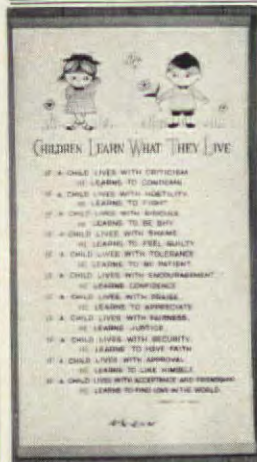 CHILDREN LEARN WHAT THEY LIVE
IF A CHILD LIVES WITH CRITICISM
HE LEARNS TO CONDEMN.
IF A CHILD LIVES WITH HOSTILITY
HE LEARNS TO FIGHT
IF A CHILD LIVES WITH RIDICULE
HE LEARNS TO BE SHY
IF A CHILD LIVES WITH SHAME
HE LEARNS TO FEEL GUILTY
IF A CHILD LIVES WITH TOLERANCE
HE LEARNS TO BE PATIENT
IF A CHILD LIVES WITH ENCOURAGEMENT
HE LEARNS CONFIDENCE
IF A CHILD LIVES WITH PRAISE
HE LEARNS TO APPRECIATE
IF A CHILD LIVES WITH FAIRNESS
HE LEARNS JUSTICE
IF A CHILD LIVES WITH SECURITY
HE LEARNS TO HAVE FAITH
IF A CHILD LIVES WITH APPROVAL
HE LEARNS TO LIKE HIMSELF
IF A CHILD LIVES WITH ACCEPTANCE AND FRIENDSHIP
HE LEARNS TO FIND LOVE IN THE WORLD